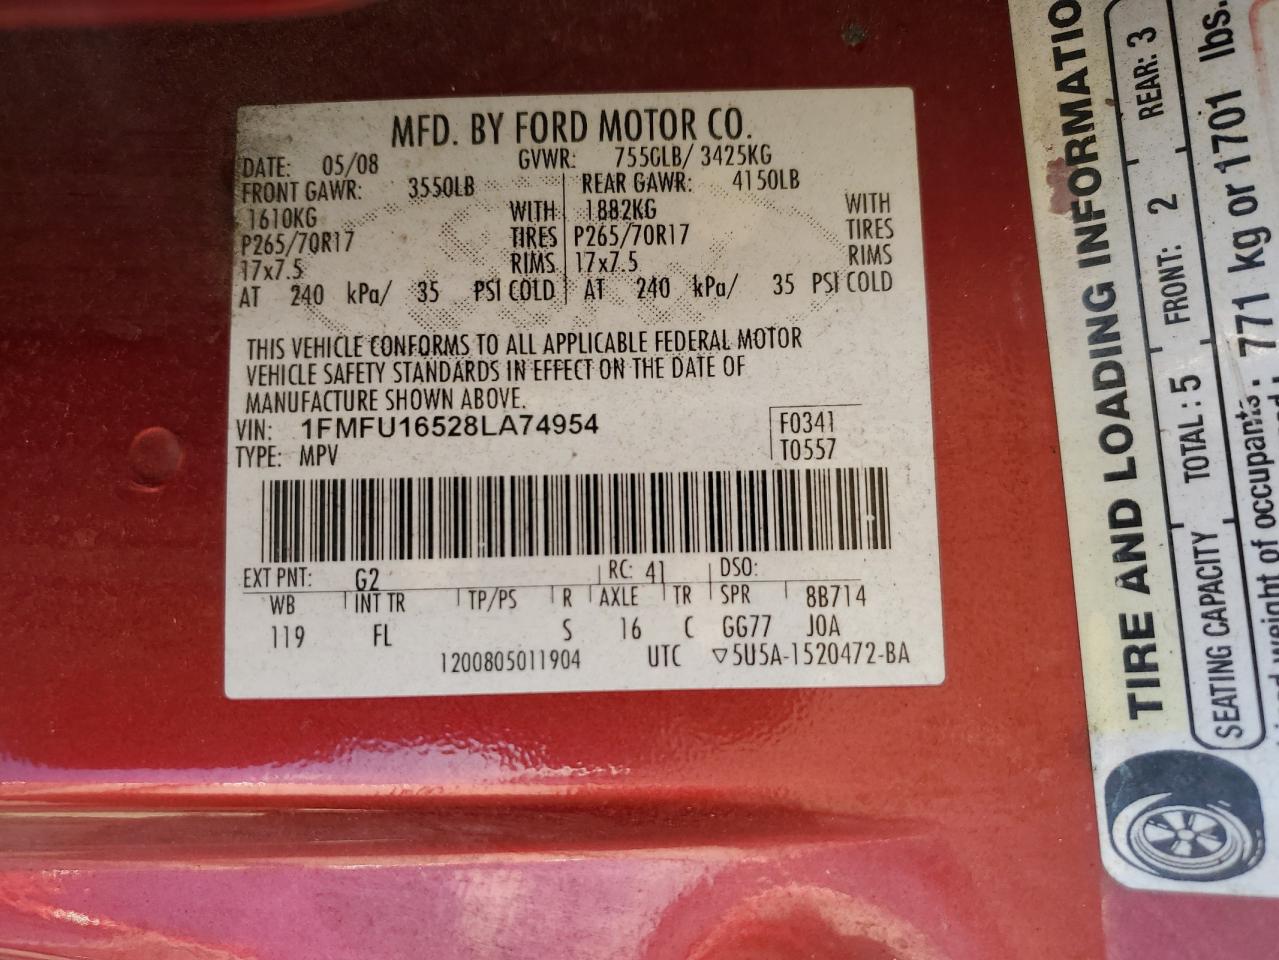 MFD. BY FORD MOTOR CO.
DATE: 05/08 GVWR: 7550LB/ 3425KG
FRONT GAWR: 3550LB REAR GAWR: 4150LB
1610KG WITH 1882KG WITH
P265/70R17 TIRES P265/70R17 TIRES
17x7.5 RIMS 17x7.5 RIMS
AT 240 kPa/ 35 PSI COLD AT 240 kPa/ 35 PSI COLD
THIS VEHICLE CONFORMS TO ALL APPLICABLE FEDERAL MOTOR
VEHICLE SAFETY STANDARDS IN EFFECT ON THE DATE OF
MANUFACTURE SHOWN ABOVE.
VIN: 1FMFU16528LA74954 F0341
TYPE: MPV T0557
EXT PNT: G2 RC: 41 DSO:
WB INT TR TP/PS R AXLE TR SPR 8B714
119 FL S 16 C GG77 J0A
1200805011904 UTC ▽5U5A-1520472-BA
TIRE AND LOADING INFORMATIO
SEATING CAPACITY TOTAL: 5 FRONT: 2 REAR: 3
weight of occupants: 771 kg or 1701 lbs.